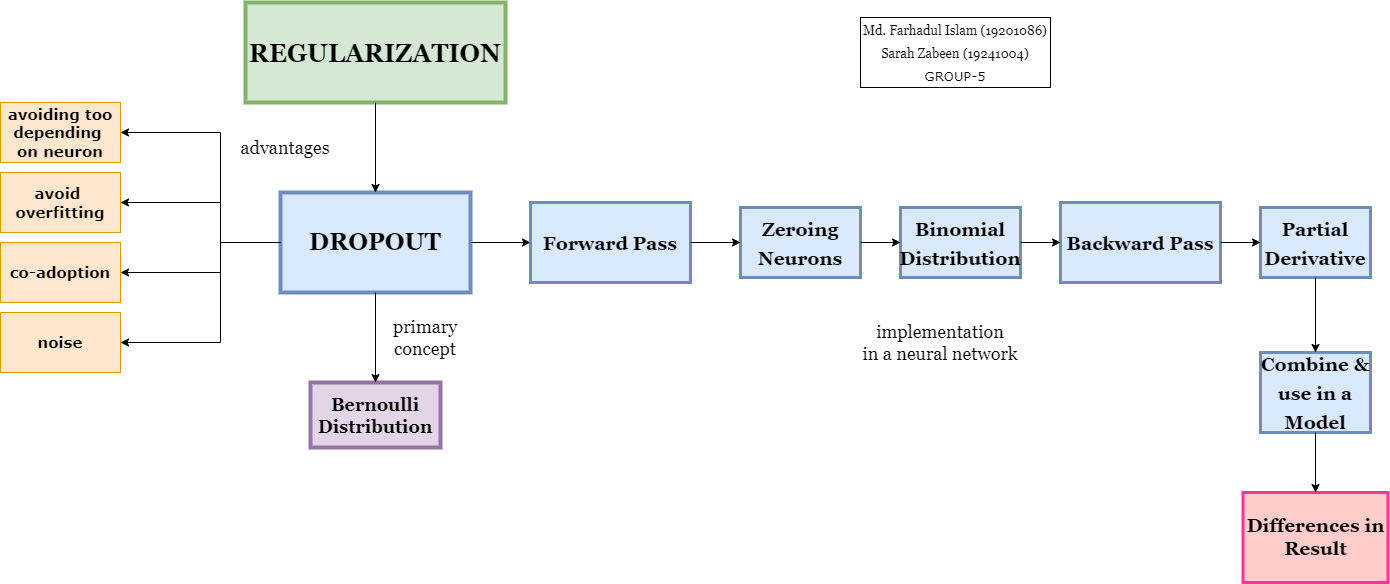 REGULARIZATION
Md. Farhadul Islam (19201086)
Sarah Zabeen (19241004)
GROUP-5
avoiding too
depending
on neuron
advantages
avoid
overfitting
co-adoption
noise
DROPOUT
Forward Pass
Zeroing
Neurons
Binomial
Distribution
Backward Pass
Partial
Derivative
primary
concept
implementation
in a neural network
Bernoulli
Distribution
Combine &
use in a
Model
Differences in
Result